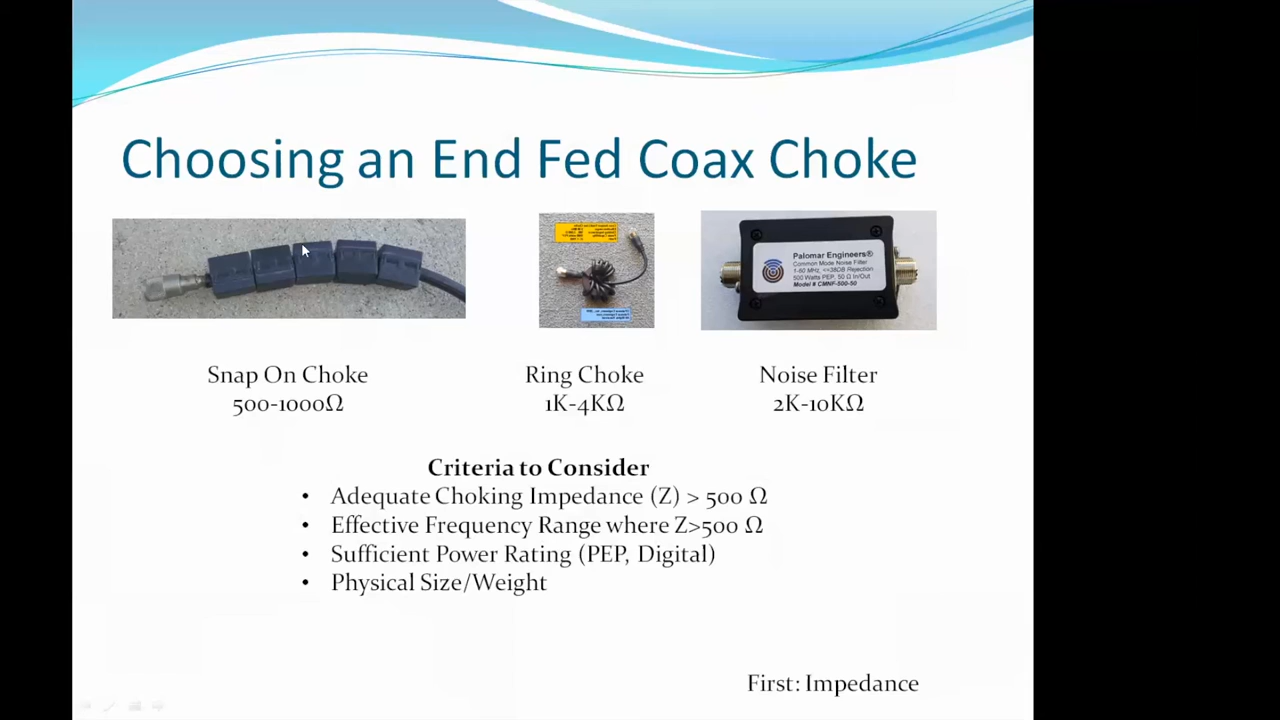 Choosing an End Fed Coax Choke
Palomar Engineers®
Common Mode Noise Filter
1-60 MHz, <=38DB Rejection
500 Watts PEP, 50 Ω In/Out
Model # CMNF-500-50
Snap On Choke
500-1000Ω
Ring Choke
1K-4KΩ
Noise Filter
2K-10KΩ
Criteria to Consider
• Adequate Choking Impedance (Z) > 500 Ω
• Effective Frequency Range where Z>500 Ω
• Sufficient Power Rating (PEP, Digital)
• Physical Size/Weight
First: Impedance